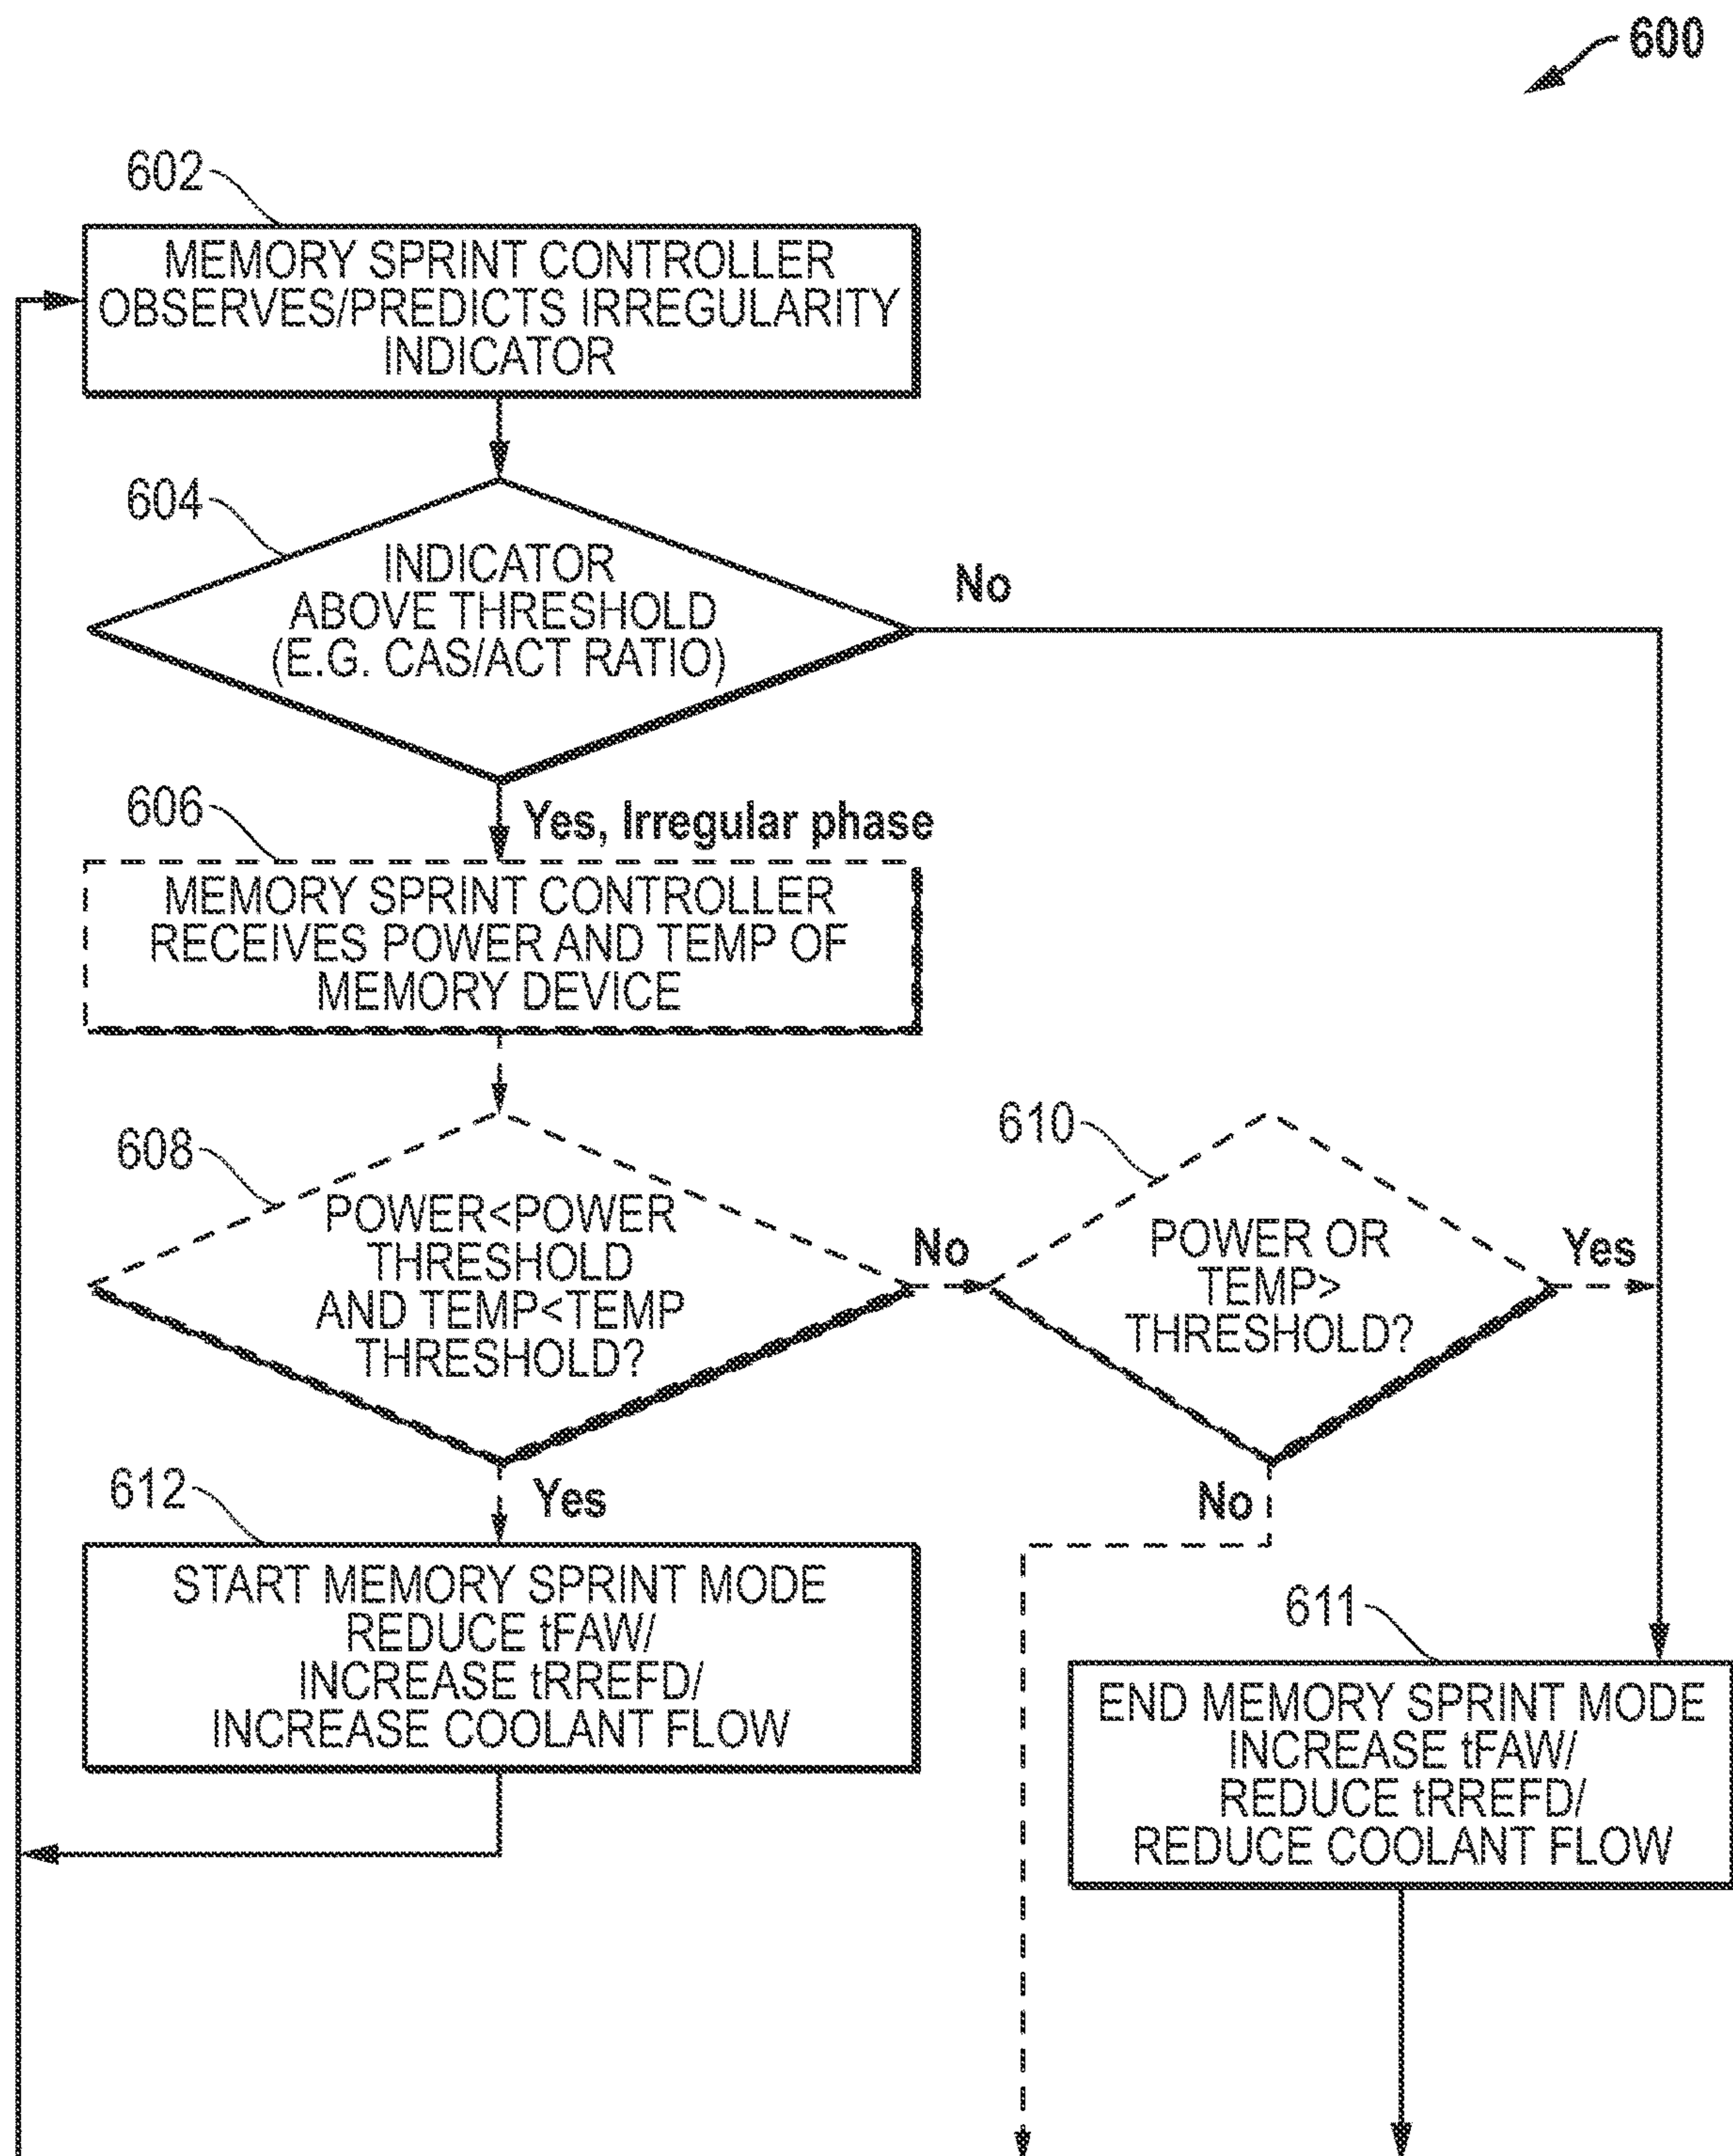 600
602
MEMORY SPRINT CONTROLLER
OBSERVES/PREDICTS IRREGULARITY
INDICATOR
604
INDICATOR
ABOVE THRESHOLD
(E.G. CAS/ACT RATIO)
No
606
Yes, Irregular phase
MEMORY SPRINT CONTROLLER
RECEIVES POWER AND TEMP OF
MEMORY DEVICE
608
POWER<POWER
THRESHOLD
AND TEMP<TEMP
THRESHOLD?
No
610
POWER OR
TEMP>
THRESHOLD?
Yes
612
Yes
No
START MEMORY SPRINT MODE
REDUCE tFAW/
INCREASE tRREFD/
INCREASE COOLANT FLOW
611
END MEMORY SPRINT MODE
INCREASE tFAW/
REDUCE tRREFD/
REDUCE COOLANT FLOW